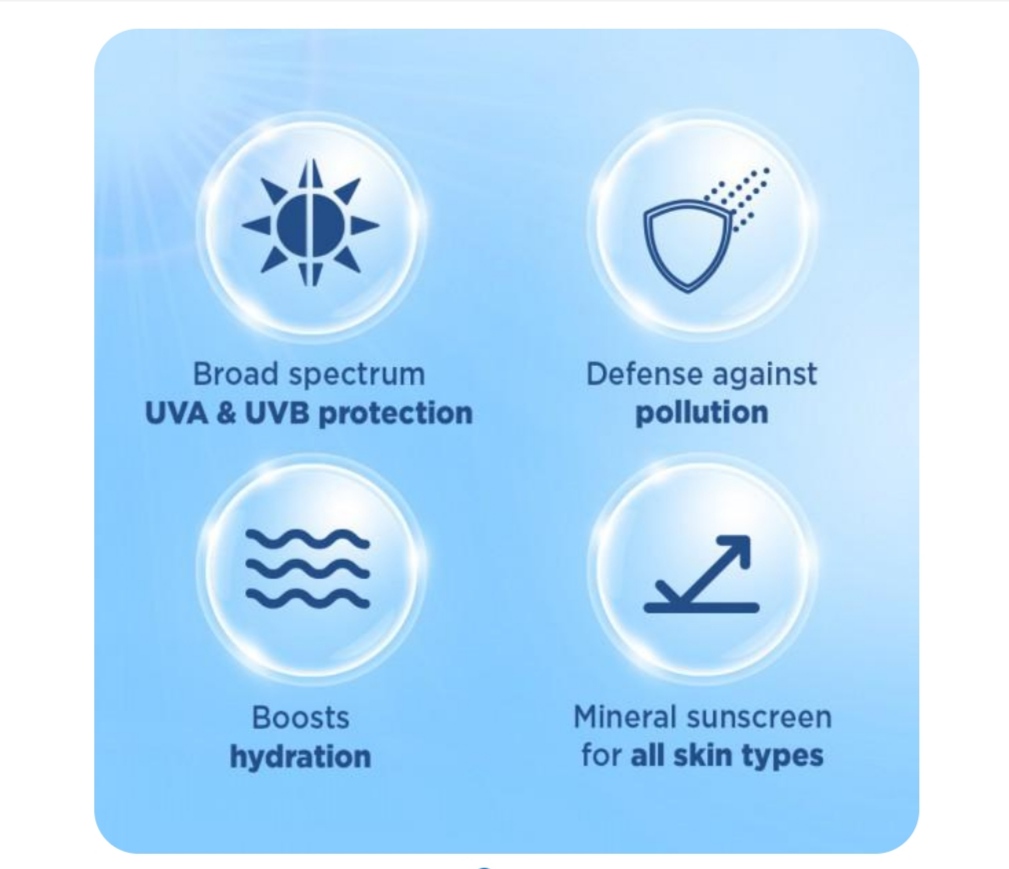 Broad spectrum
UVA & UVB protection
Defense against
pollution
Boosts
hydration
Mineral sunscreen
for all skin types